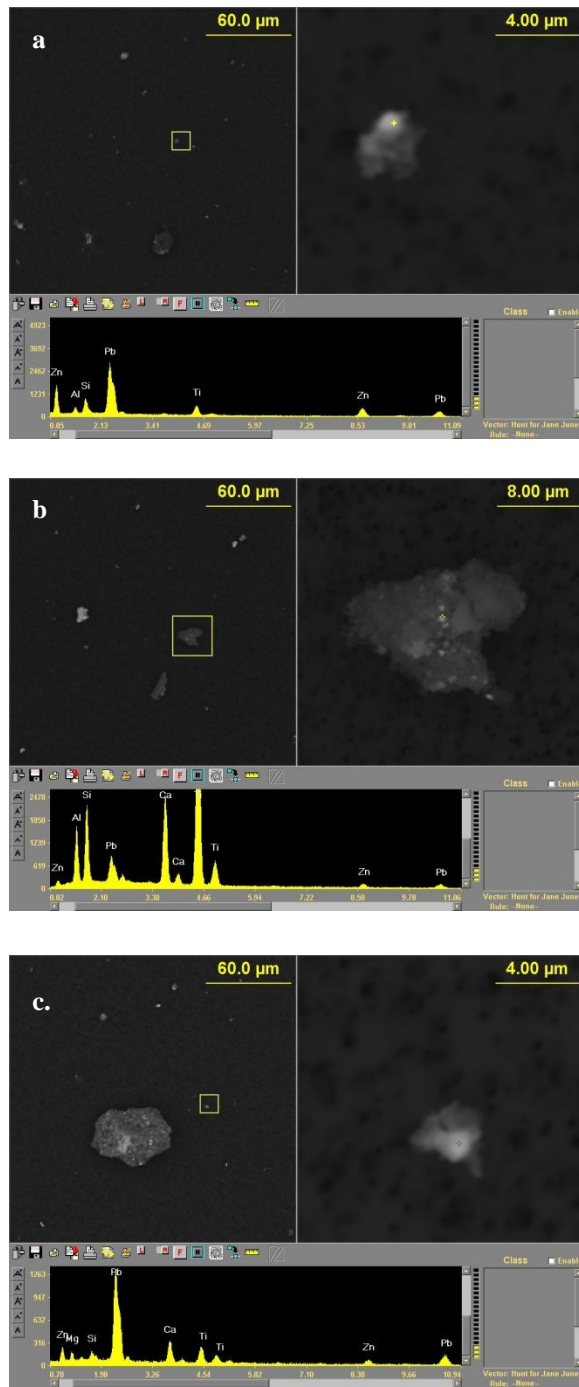 a
60.0 µm
4.00 µm
Class
Enable
4923
3692
2462
1231
0
Zn
Al
Si
Pb
Ti
Zn
Pb
0.85
2.13
3.41
4.69
5.97
7.25
8.53
9.81
11.09
Vector: Hunt for Jane June
Rule: --None--
b
60.0 µm
8.00 µm
Class
2478
1858
1239
619
0
Zn
Al
Si
Pb
Ca
Ca
Ti
Zn
Pb
0.82
2.10
3.38
4.66
5.94
7.22
8.50
9.78
11.06
Vector: Hunt for Jane June
Rule: --None--
c.
60.0 µm
4.00 µm
Class
1263
947
632
316
0
Zn
Mg
Si
Pb
Ca
Ti
Ti
Zn
Pb
0.70
1.98
3.26
4.54
5.82
7.10
8.38
9.66
10.94
Vector: Hunt for Jane June
Rule: --None--